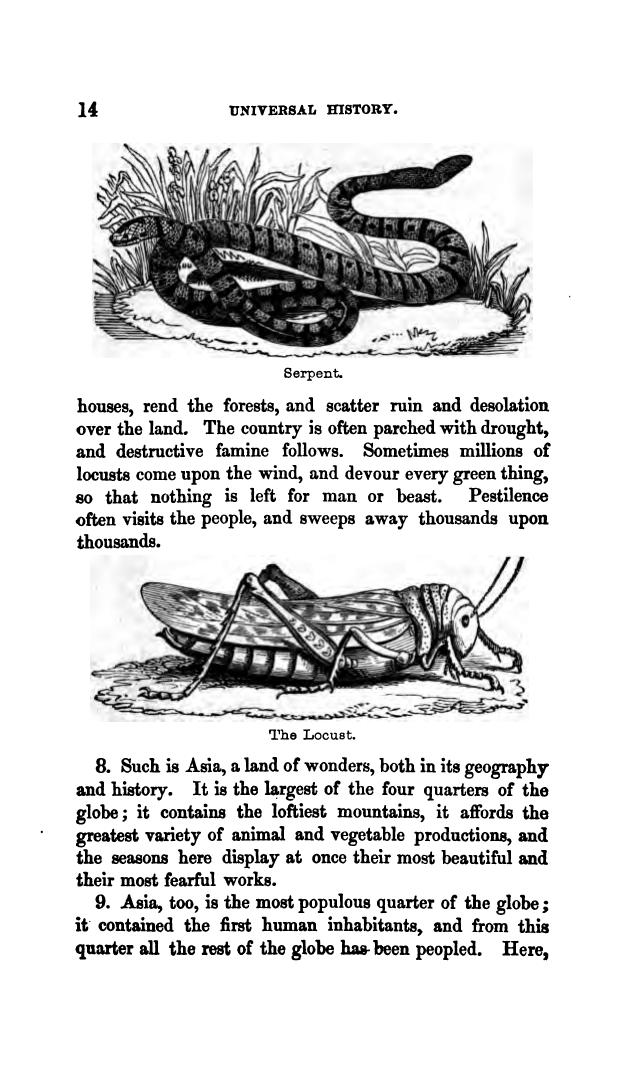 14
UNIVERSAL HISTORY.
Serpent.
houses, rend the forests, and scatter ruin and desolation
over the land. The country is often parched with drought,
and destructive famine follows. Sometimes millions of
locusts come upon the wind, and devour every green thing,
so that nothing is left for man or beast. Pestilence
often visits the people, and sweeps away thousands upon
thousands.
The Locust.
8. Such is Asia, a land of wonders, both in its geography
and history. It is the largest of the four quarters of the
globe; it contains the loftiest mountains, it affords the
greatest variety of animal and vegetable productions, and
the seasons here display at once their most beautiful and
their most fearful works.
9. Asia, too, is the most populous quarter of the globe;
it contained the first human inhabitants, and from this
quarter all the rest of the globe has been peopled. Here,